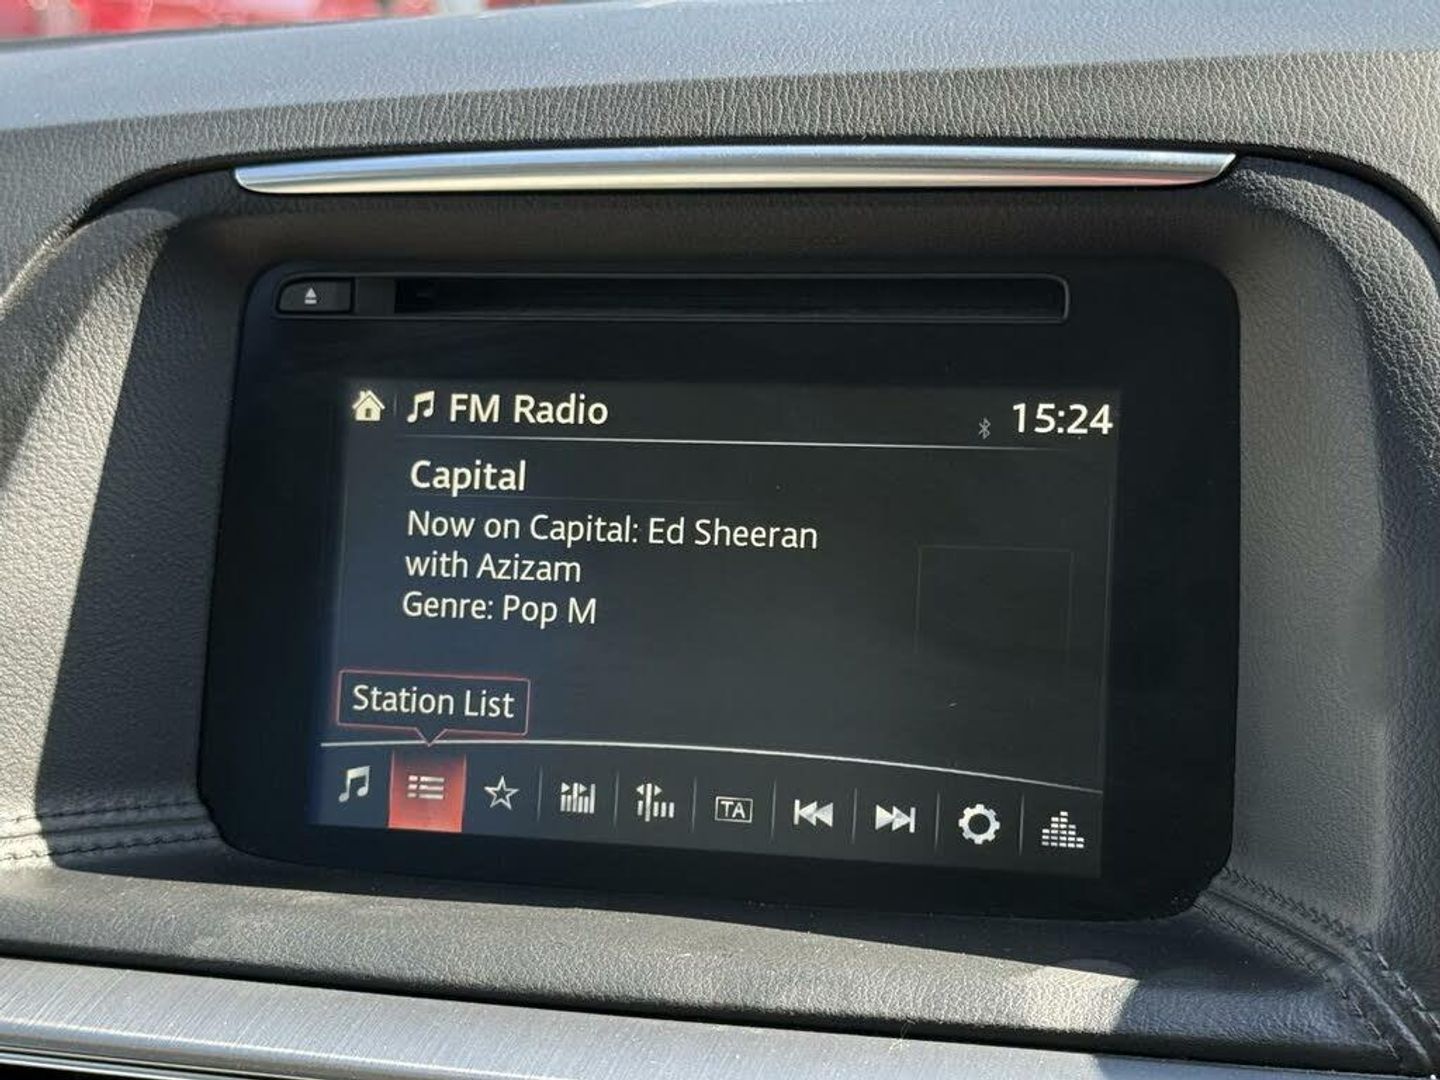 FM Radio
15:24
Capital
Now on Capital: Ed Sheeran
with Azizam
Genre: Pop M
Station List
TA